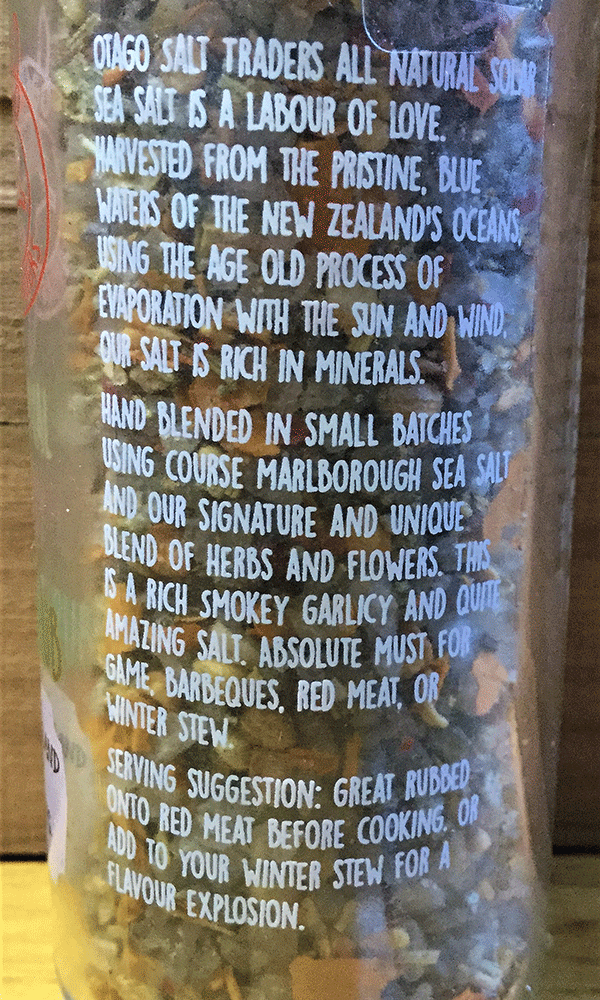 OTAGO SALT TRADERS ALL NATURAL SOLAR
SEA SALT IS A LABOUR OF LOVE.
HARVESTED FROM THE PRISTINE, BLUE
WATERS OF THE NEW ZEALAND'S OCEANS,
USING THE AGE OLD PROCESS OF
EVAPORATION WITH THE SUN AND WIND.
OUR SALT IS RICH IN MINERALS.
HAND BLENDED IN SMALL BATCHES
USING COURSE MARLBOROUGH SEA SALT
AND OUR SIGNATURE AND UNIQUE
BLEND OF HERBS AND FLOWERS. THIS
IS A RICH SMOKEY GARLICY AND QUITE
AMAZING SALT. ABSOLUTE MUST FOR
GAME, BARBEQUES, RED MEAT, OR
WINTER STEW.
SERVING SUGGESTION: GREAT RUBBED
ONTO RED MEAT BEFORE COOKING. OR
ADD TO YOUR WINTER STEW FOR A
FLAVOUR EXPLOSION.